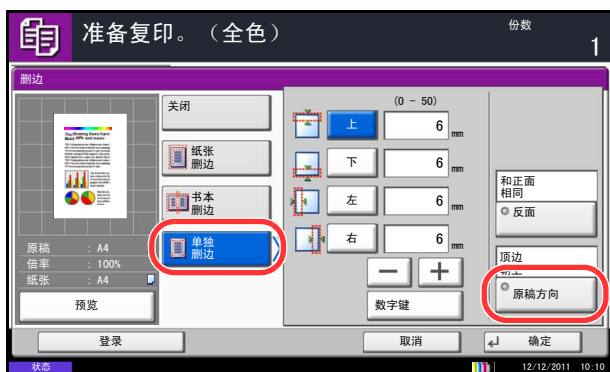 准备复印。（全色）
份数
1
删边
关闭
纸张
删边
书本
删边
单独
删边
原� : A4
倍率 : 100%
纸张 : A4
预览
(0 - 50)
上 6 mm
下 6 mm
左 6 mm
右 6 mm
数字键
和正面
相同
反面
顶边
原稿方向
登录
取消
确定
状态
12/12/2011 10:10